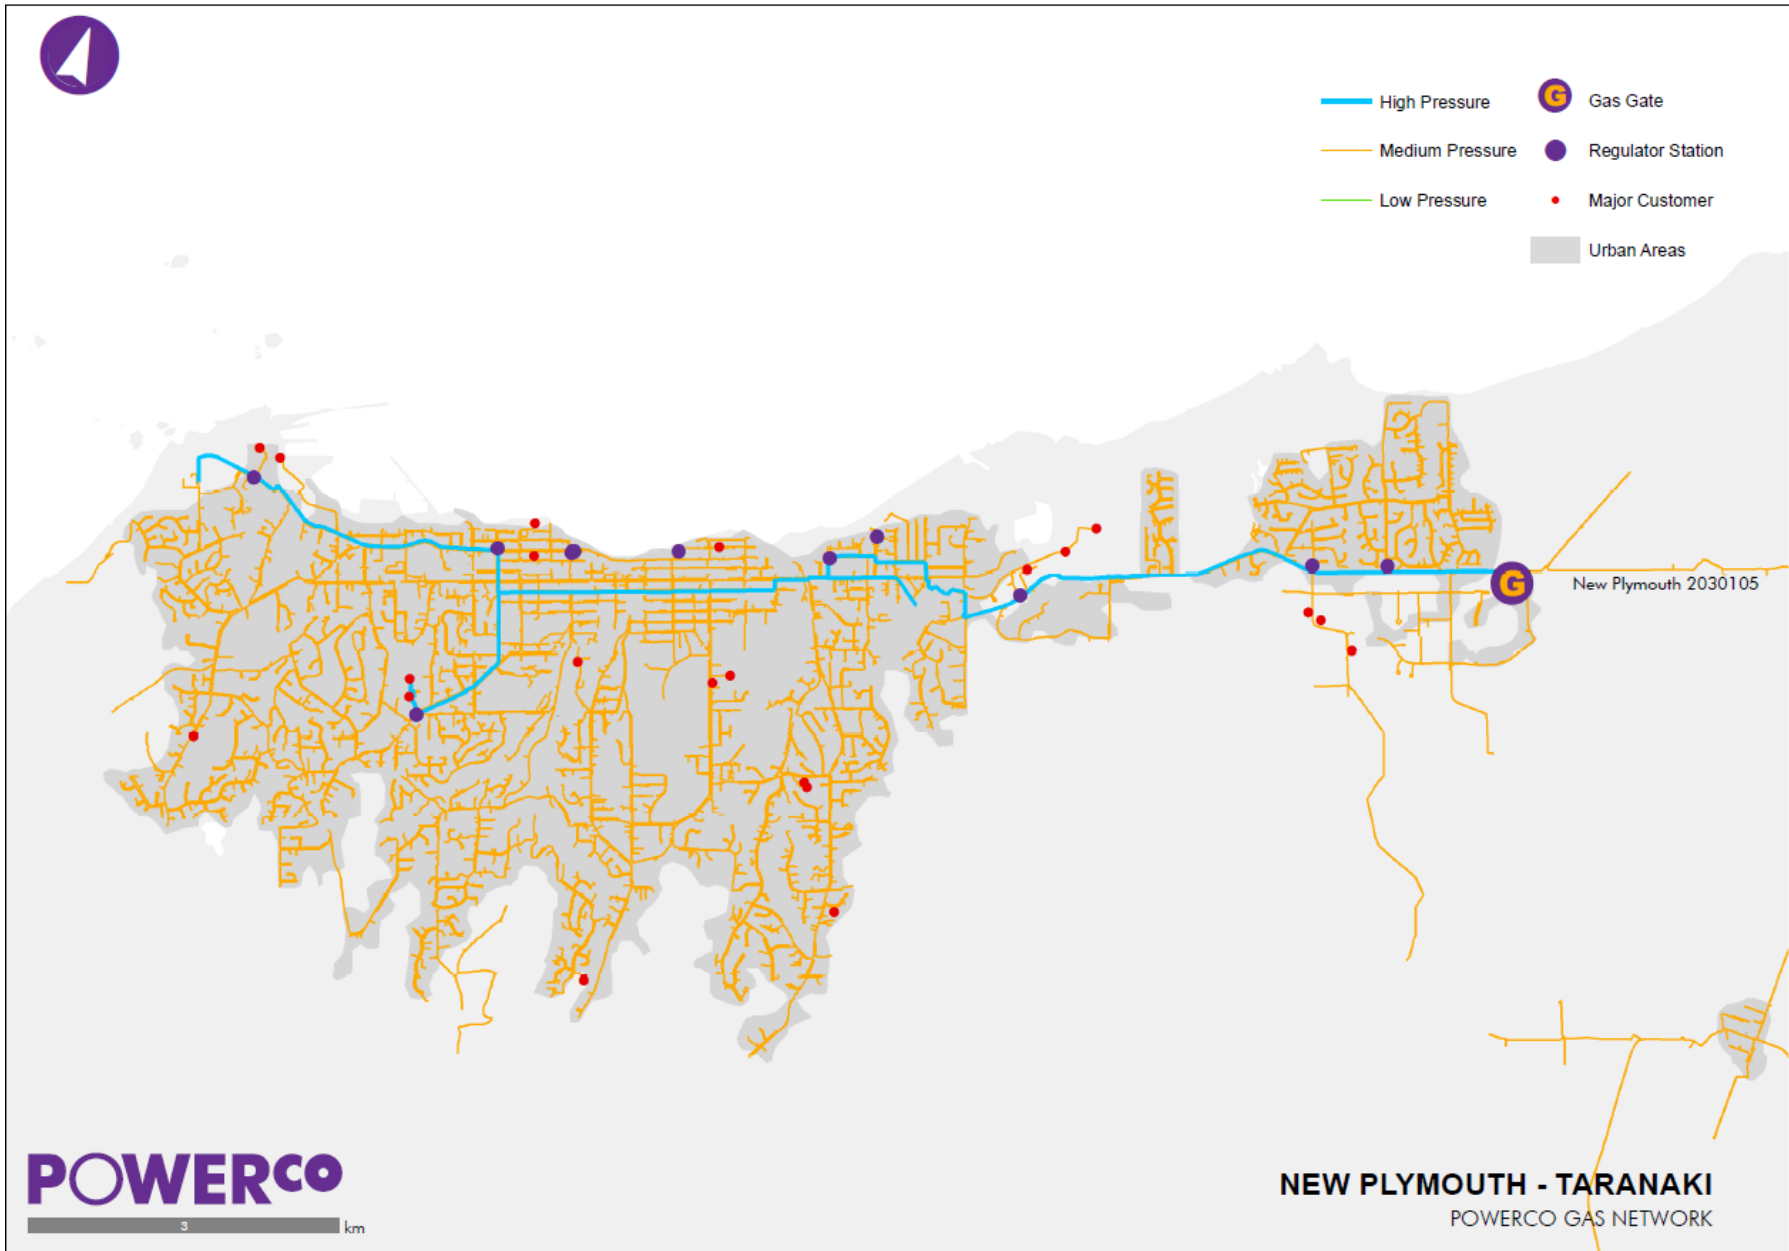 High Pressure
G
Gas Gate
Medium Pressure
Regulator Station
Low Pressure
Major Customer
Urban Areas
G
New Plymouth 2030105
POWERCO
3
km
NEW PLYMOUTH - TARANAKI
POWERCO GAS NETWORK